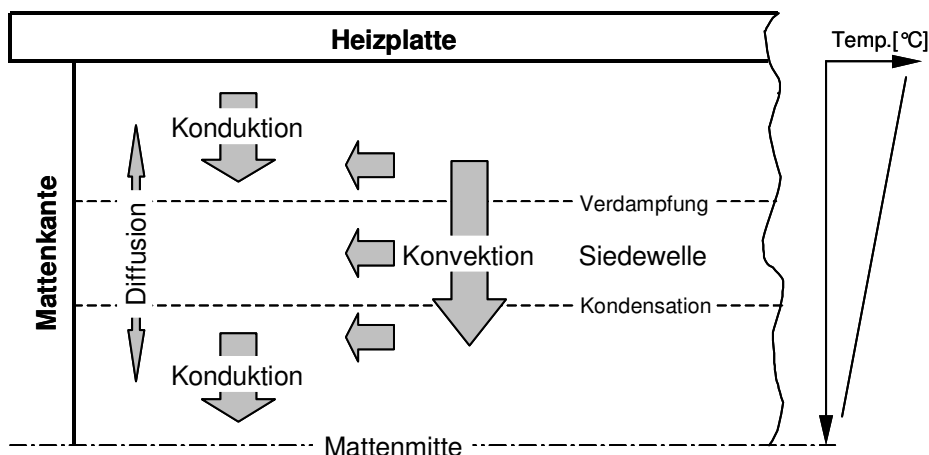 Heizplatte
Temp.[°C]
Konduktion
Verdampfung
Mattenkante
Diffusion
Konvektion
Siedewelle
Kondensation
Konduktion
Mattenmitte